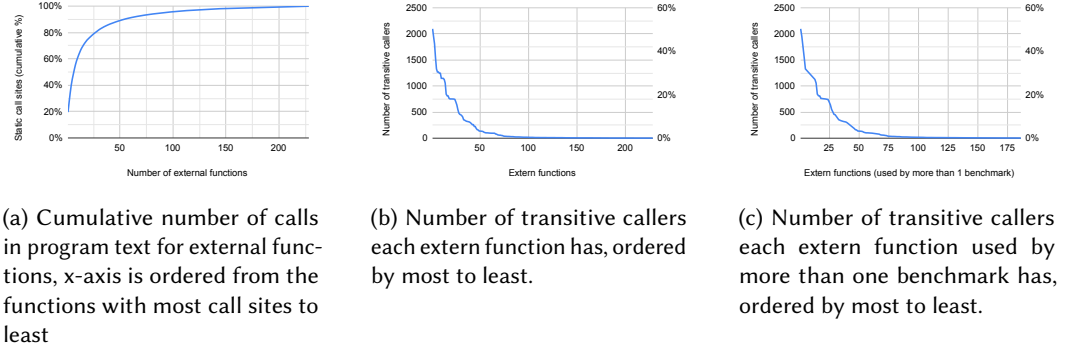 100%
80%
60%
40%
20%
0%
Static call sites (cumulative %)
50
100
150
200
Number of external functions
2500
2000
1500
1000
500
0
Number of transitive callers
60%
40%
20%
0%
50
100
150
200
Extern functions
2500
2000
1500
1000
500
0
Number of transitive callers
60%
40%
20%
0%
25
50
75
100
125
150
175
Extern functions (used by more than 1 benchmark)
(a) Cumulative number of calls
in program text for external func-
tions, x-axis is ordered from the
functions with most call sites to
least
(b) Number of transitive callers
each extern function has, ordered
by most to least.
(c) Number of transitive callers
each extern function used by
more than one benchmark has,
ordered by most to least.